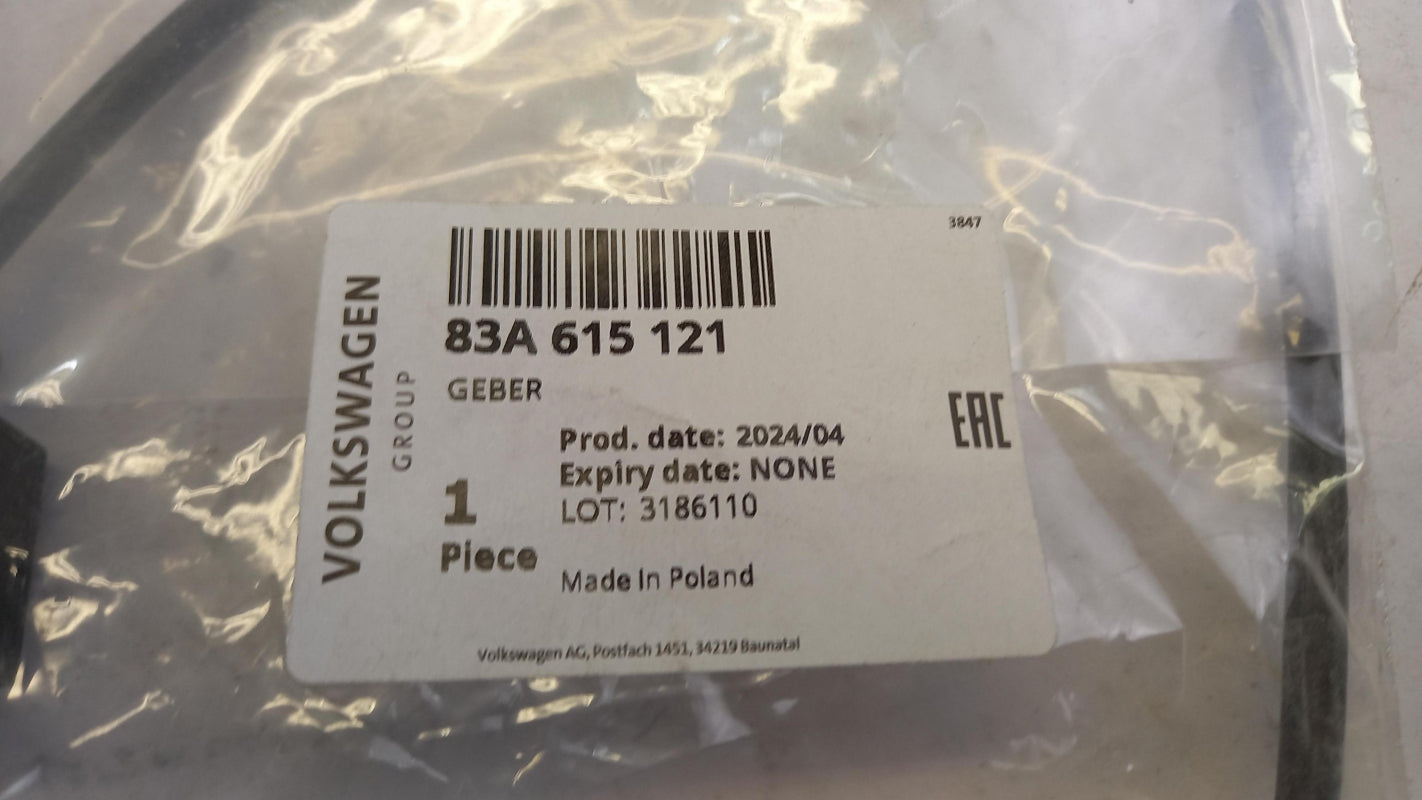 3847
VOLKSWAGEN
GROUP
83A 615 121
GEBER
EAC
Prod. date: 2024/04
Expiry date: NONE
LOT: 3186110
1
Piece
Made in Poland
Volkswagen AG, Postfach 1451, 34219 Baunatal